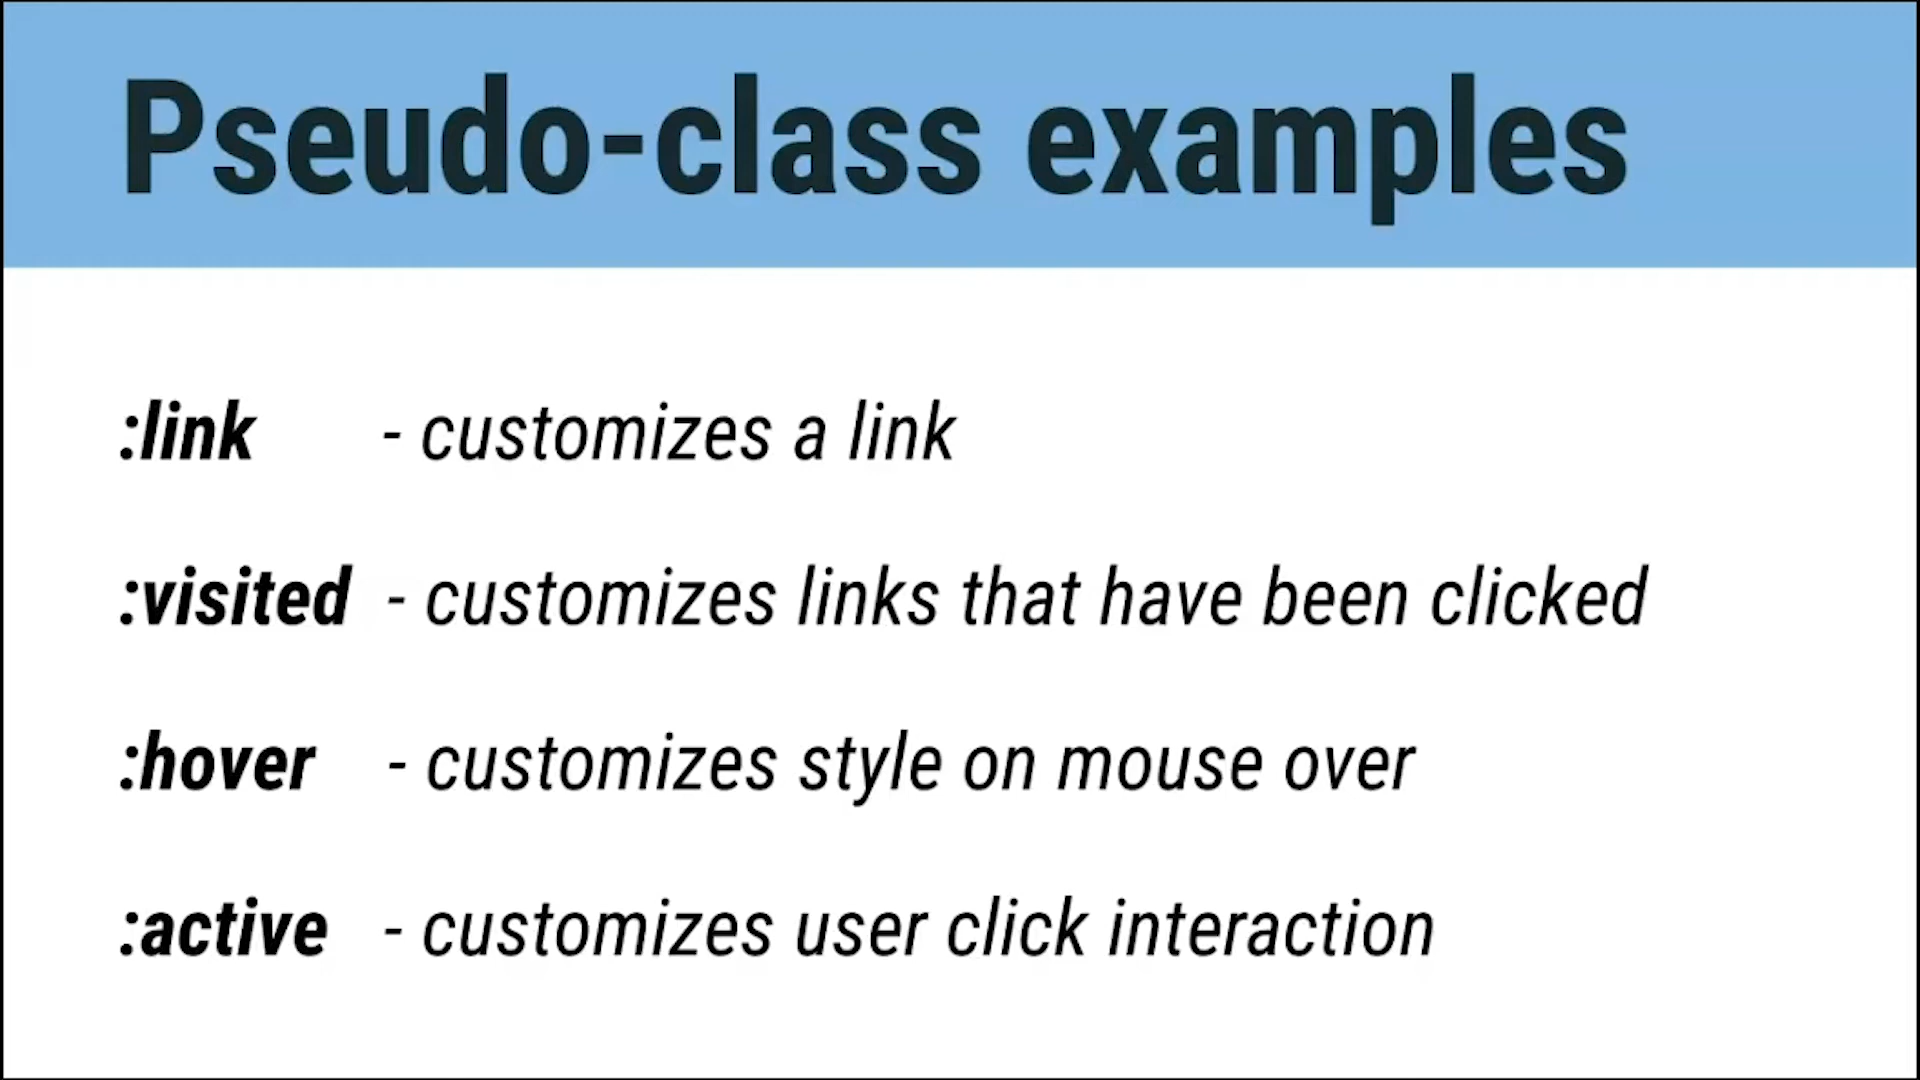 Pseudo-class examples
:link - customizes a link
:visited - customizes links that have been clicked
:hover - customizes style on mouse over
:active - customizes user click interaction